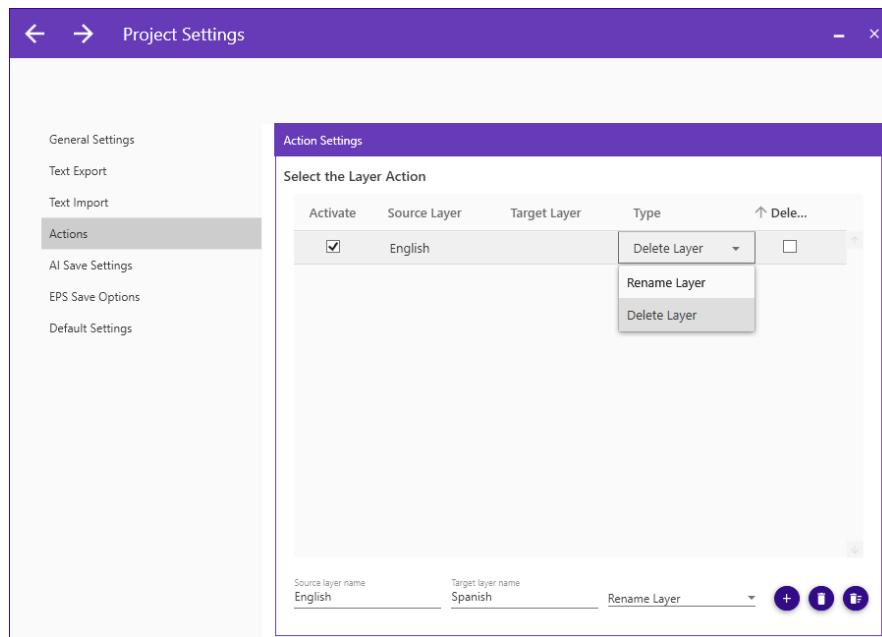 Project Settings
General Settings
Text Export
Text Import
Actions
AI Save Settings
EPS Save Options
Default Settings
Action Settings
Select the Layer Action
Activate Source Layer Target Layer Type Dele...
English Delete Layer
Rename Layer
Delete Layer
Source layer name Target layer name
English Spanish Rename Layer